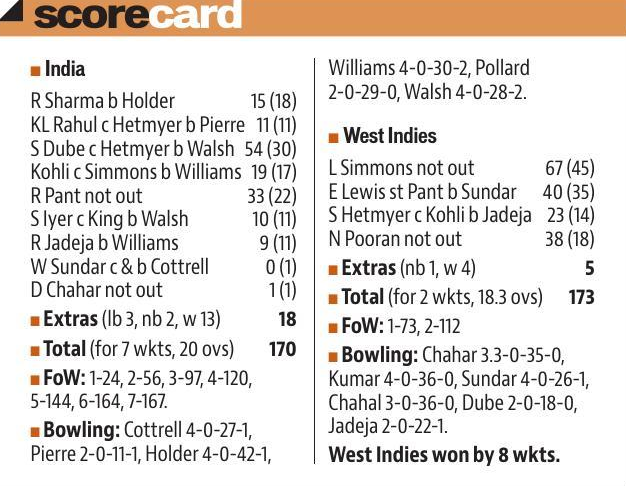 scorecard
India
R Sharma b Holder 15 (18)
KL Rahul c Hetmyer b Pierre 11 (11)
S Dube c Hetmyer b Walsh 54 (30)
Kohli c Simmons b Williams 19 (17)
R Pant not out 33 (22)
S Iyer c King b Walsh 10 (11)
R Jadeja b Williams 9 (11)
W Sundar c & b Cottrell 0 (1)
D Chahar not out 1 (1)
Extras (lb 3, nb 2, w 13) 18
Total (for 7 wkts, 20 ovs) 170
FoW: 1-24, 2-56, 3-97, 4-120,
5-144, 6-164, 7-167.
Bowling: Cottrell 4-0-27-1,
Pierre 2-0-11-1, Holder 4-0-42-1,
Williams 4-0-30-2, Pollard
2-0-29-0, Walsh 4-0-28-2.
West Indies
L Simmons not out 67 (45)
E Lewis st Pant b Sundar 40 (35)
S Hetmyer c Kohli b Jadeja 23 (14)
N Pooran not out 38 (18)
Extras (nb 1, w 4) 5
Total (for 2 wkts, 18.3 ovs) 173
FoW: 1-73, 2-112
Bowling: Chahar 3.3-0-35-0,
Kumar 4-0-36-0, Sundar 4-0-26-1,
Chahal 3-0-36-0, Dube 2-0-18-0,
Jadeja 2-0-22-1.
West Indies won by 8 wkts.